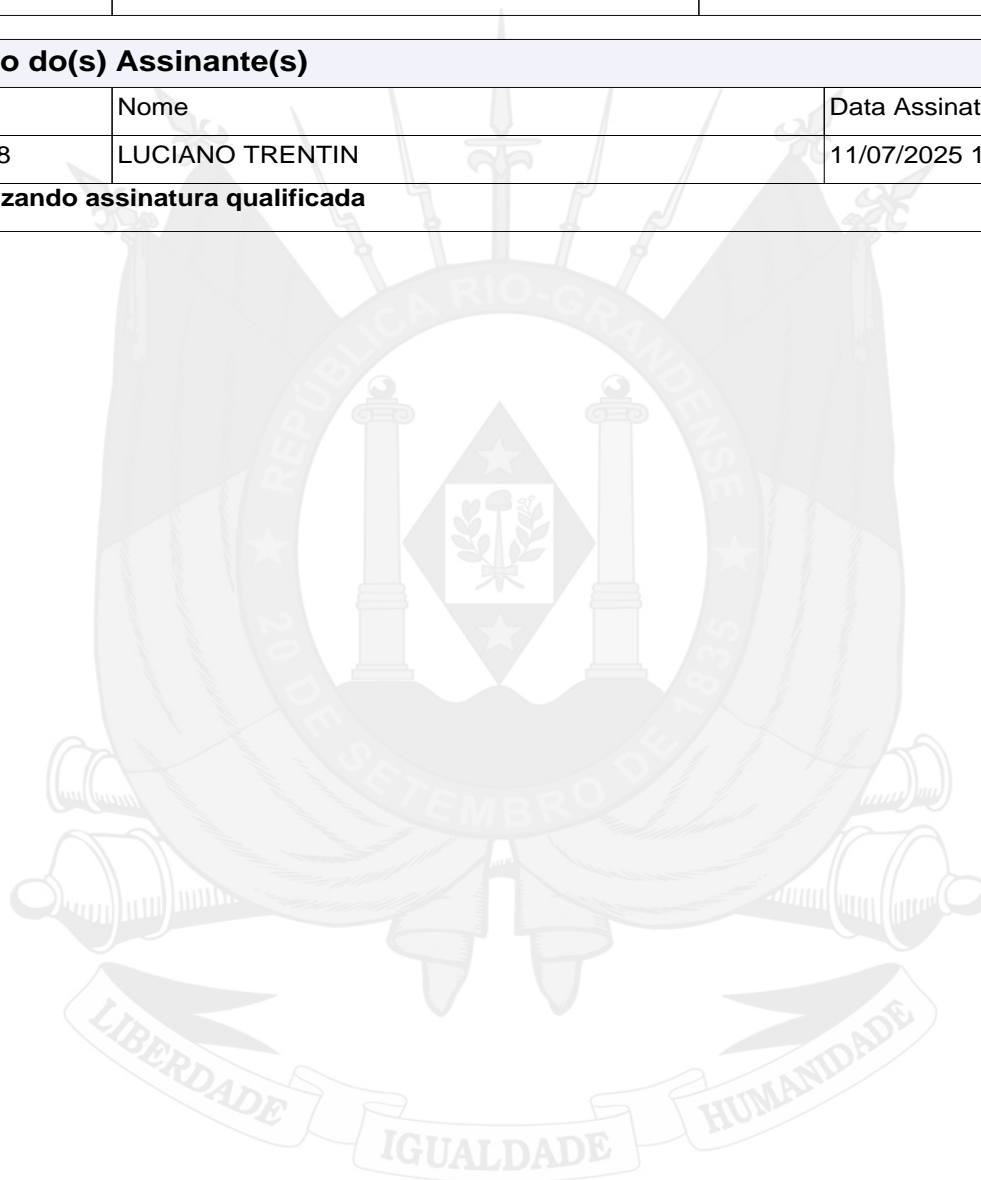 o do(s) Assinante(s)
Nome
Data Assinat
8
LUCIANO TRENTIN
11/07/2025 1
zando assinatura qualificada
REPÚBLICA RIO-GRANDENSE
★ 20 DE SETEMBRO DE 1835 ★
LIBERDADE
IGUALDADE
HUMANIDADE